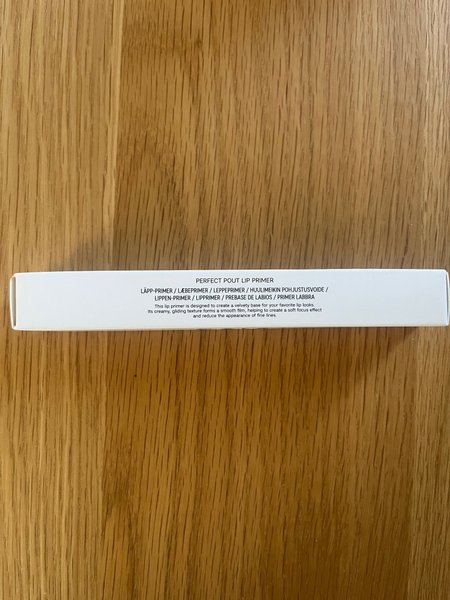 PERFECT POUT LIP PRIMER
LÄPP-PRIMER / LÆBEPRIMER / LEPPEPRIMER / HUULIMEIKIN POHJUSTUSVOIDE /
LIPPEN-PRIMER / LIPPRIMER / PREBASE DE LABIOS / PRIMER LABBRA
This lip primer is designed to create a velvety base for your favorite lip looks.
Its creamy, gliding texture forms a smooth film, helping to create a soft focus effect
and reduce the appearance of fine lines.